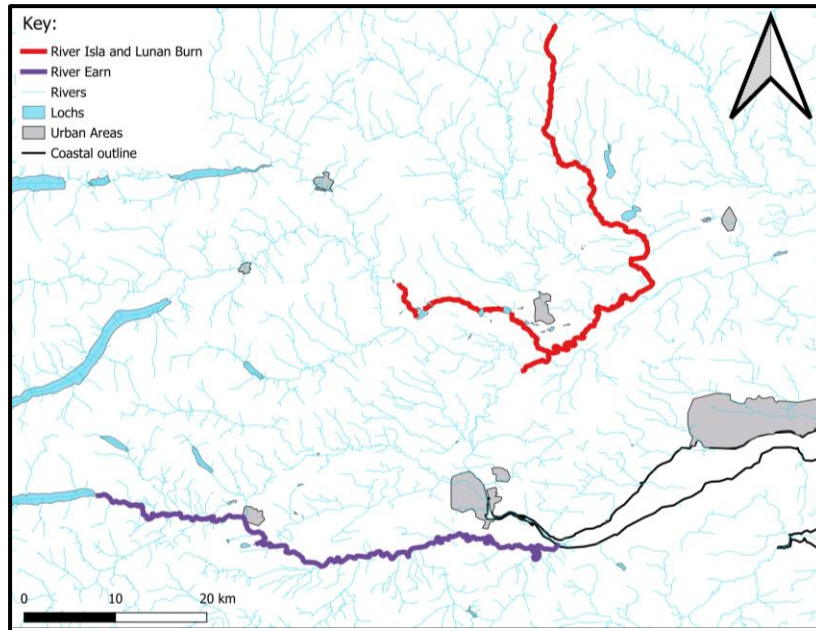 Key:
River Isla and Lunan Burn
River Earn
Rivers
Lochs
Urban Areas
Coastal outline
0 10 20 km